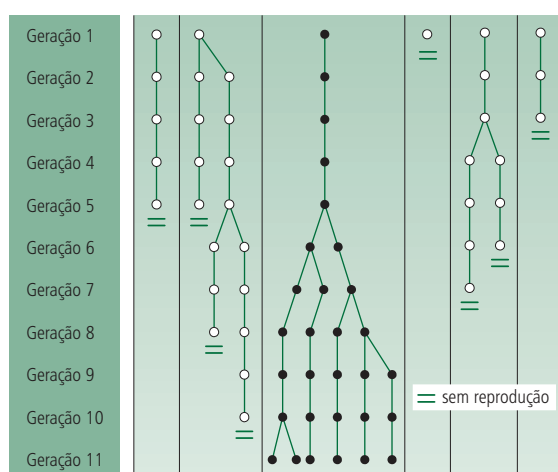 Geração 1
Geração 2
Geração 3
Geração 4
Geração 5
Geração 6
Geração 7
Geração 8
Geração 9
Geração 10
Geração 11
sem reprodução